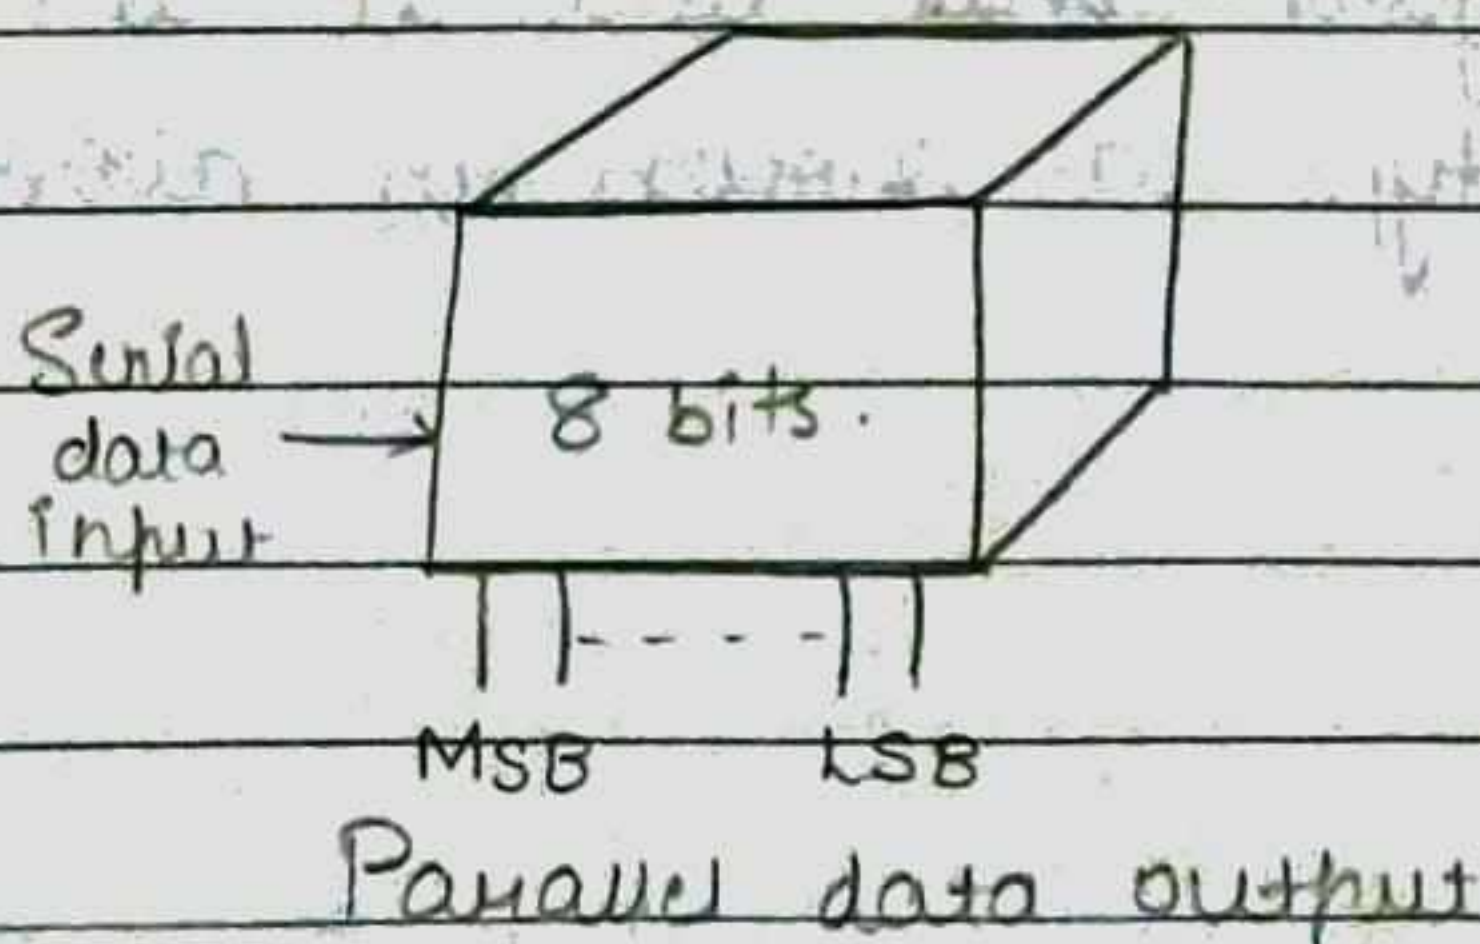 Serial
data
input
8 bits.
MSB LSB
Parallel data output